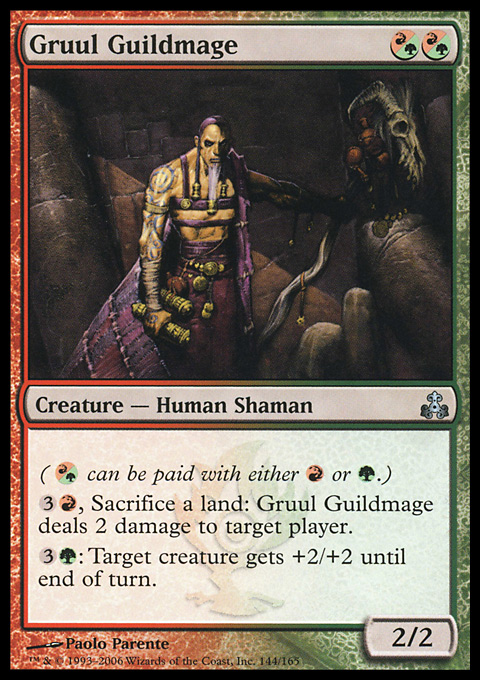 Gruul Guildmage
Creature — Human Shaman
( can be paid with either or .)
3, Sacrifice a land: Gruul Guildmage
deals 2 damage to target player.
3: Target creature gets +2/+2 until
end of turn.
Paolo Parente
2/2
™ & © 1993–2006 Wizards of the Coast, Inc. 144/165